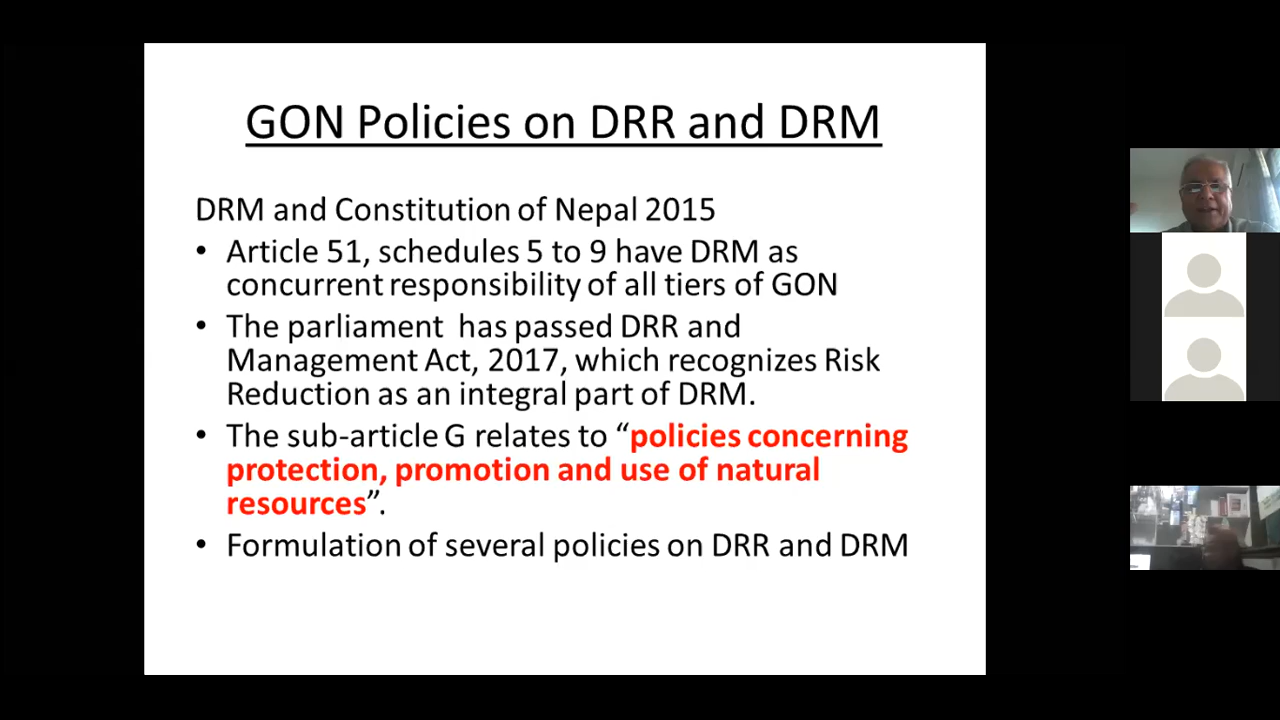 GON Policies on DRR and DRM
DRM and Constitution of Nepal 2015
• Article 51, schedules 5 to 9 have DRM as
concurrent responsibility of all tiers of GON
• The parliament  has passed DRR and
Management Act, 2017, which recognizes Risk
Reduction as an integral part of DRM.
• The sub-article G relates to “policies concerning
protection, promotion and use of natural
resources”.
• Formulation of several policies on DRR and DRM